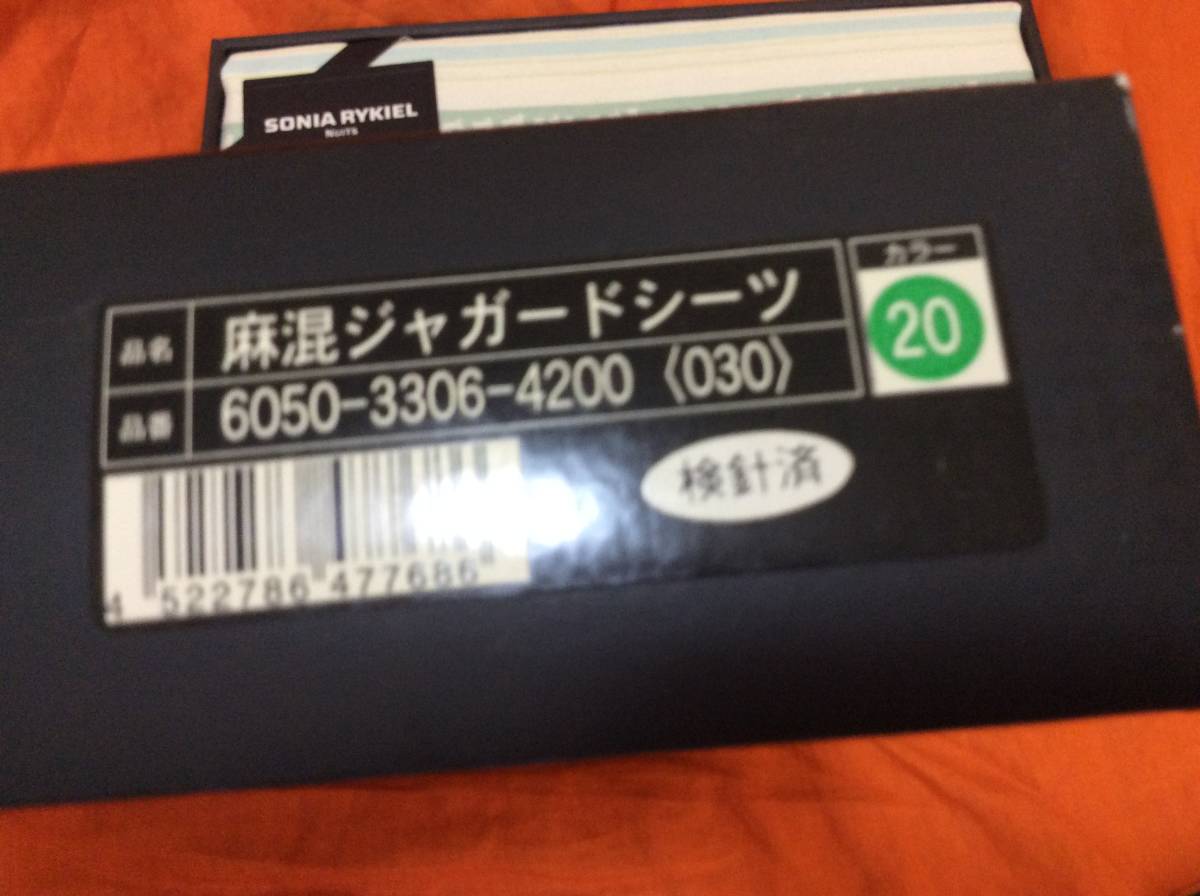 SONIA RYKIEL
NUITS
品名 麻混ジャガードシーツ
品番 6050-3306-4200 〈030〉
カラー
20
検針済
4 522786 477686